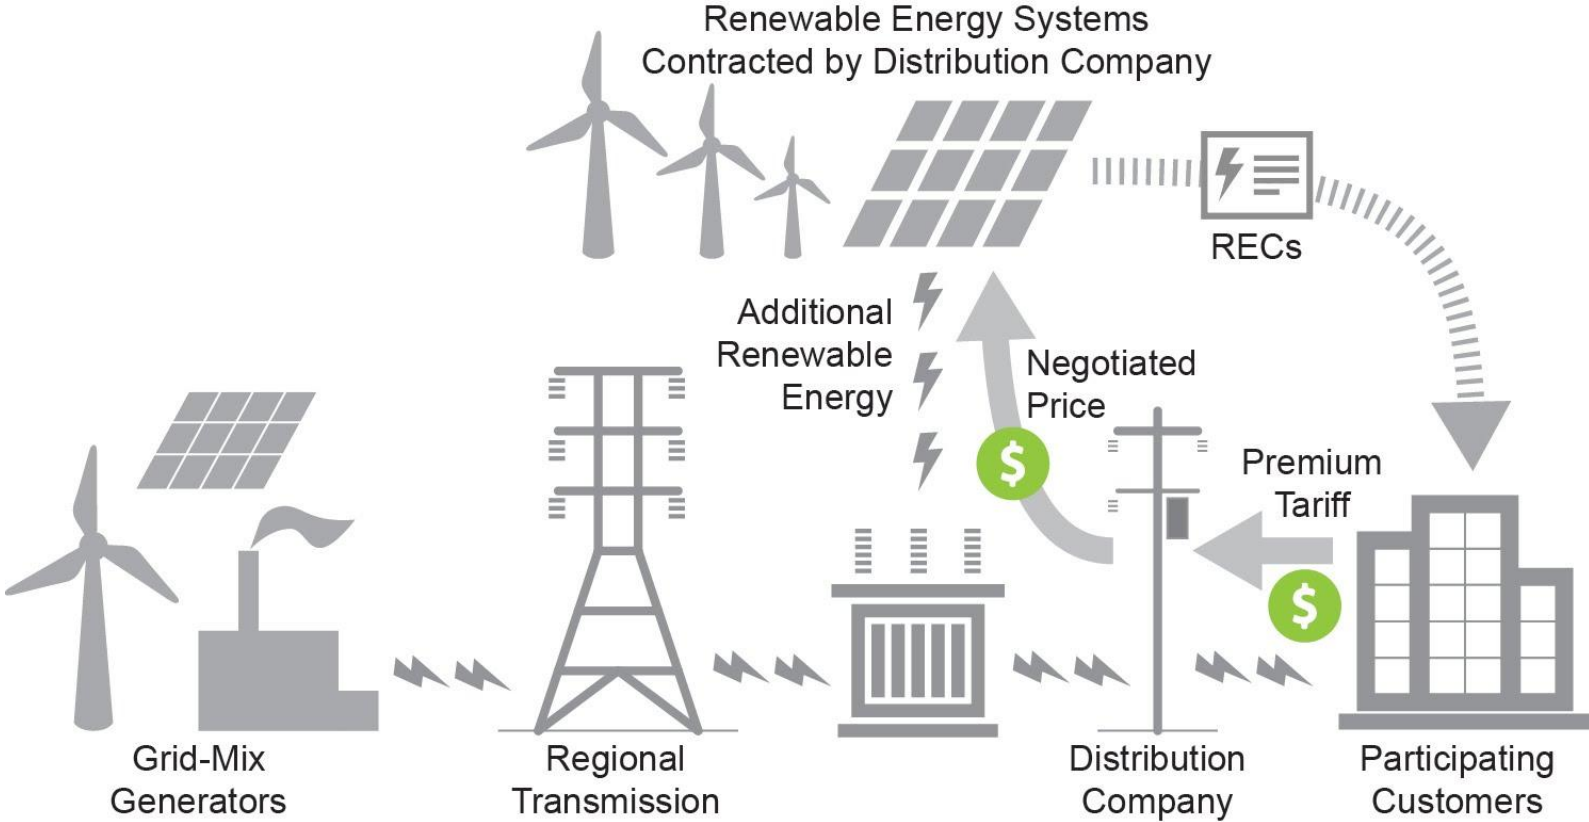 Renewable Energy Systems
Contracted by Distribution Company
RECs
Additional
Renewable
Energy
Negotiated
Price
$
Premium
Tariff
$
Grid-Mix
Generators
Regional
Transmission
Distribution
Company
Participating
Customers